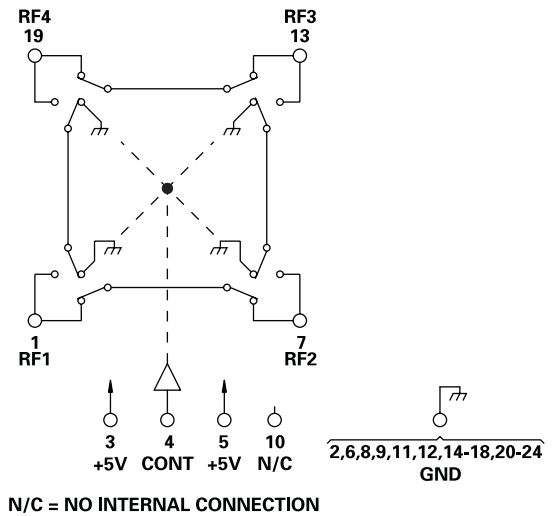 RF4
19
RF3
13
1
RF1
7
RF2
3
+5V
4
CONT
5
+5V
10
N/C
2,6,8,9,11,12,14-18,20-24
GND
N/C = NO INTERNAL CONNECTION